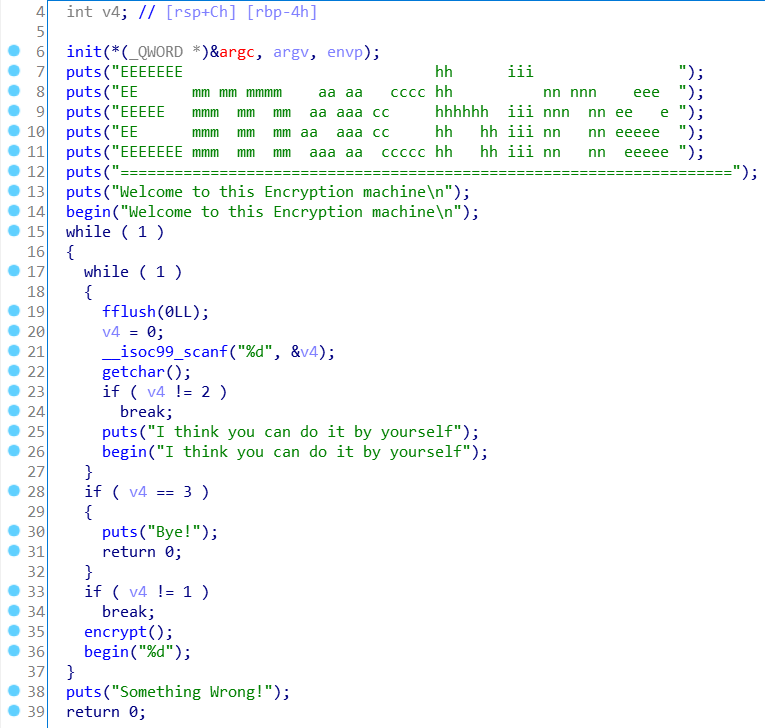 4 int v4; // [rsp+Ch] [rbp-4h]
5
6 init(*(_QWORD *)&argc, argv, envp);
7 puts("EEEEEEE                            hh      iii                ");
8 puts("EE      mm mm mmmm    aa aa   cccc hh          nn nnn    eee  ");
9 puts("EEEEE   mmm  mm  mm  aa aaa cc     hhhhhh  iii nnn  nn ee   e ");
10 puts("EE      mmm  mm  mm aa  aaa cc     hh   hh iii nn   nn eeeee  ");
11 puts("EEEEEEE mmm  mm  mm  aaa aa  ccccc hh   hh iii nn   nn  eeeee ");
12 puts("====================================================================");
13 puts("Welcome to this Encryption machine\n");
14 begin("Welcome to this Encryption machine\n");
15 while ( 1 )
16 {
17   while ( 1 )
18   {
19     fflush(0LL);
20     v4 = 0;
21     __isoc99_scanf("%d", &v4);
22     getchar();
23     if ( v4 != 2 )
24       break;
25     puts("I think you can do it by yourself");
26     begin("I think you can do it by yourself");
27   }
28   if ( v4 == 3 )
29   {
30     puts("Bye!");
31     return 0;
32   }
33   if ( v4 != 1 )
34     break;
35   encrypt();
36   begin("%d");
37 }
38 puts("Something Wrong!");
39 return 0;